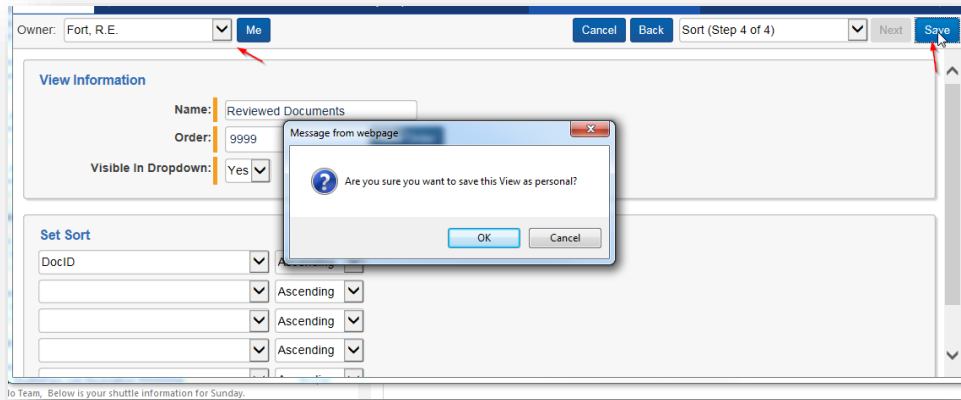 Owner: Fort, R.E. Me Cancel Back Sort (Step 4 of 4) Next Save
View Information
Name: Reviewed Documents
Order: 9999
Visible In Dropdown: Yes
Message from webpage
Are you sure you want to save this View as personal?
OK Cancel
Set Sort
DocID
Ascending
Ascending
Ascending
lo Team, Below is your shuttle information for Sunday.